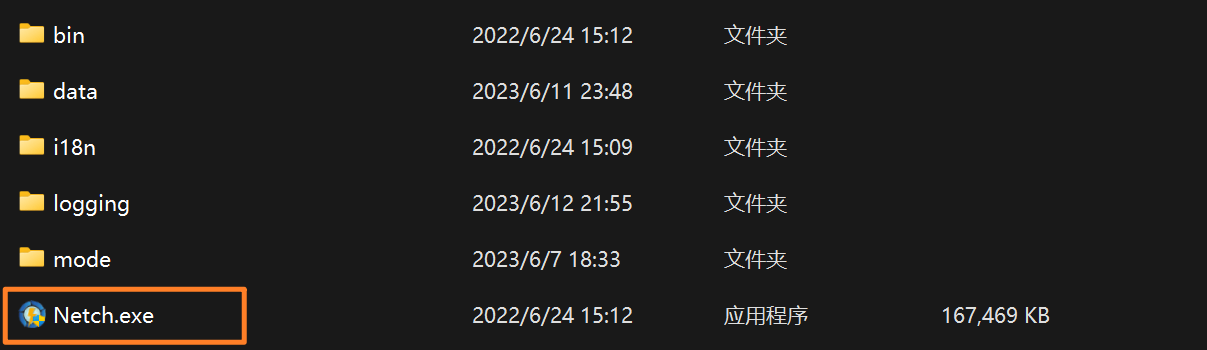 bin 2022/6/24 15:12 文件夹
data 2023/6/11 23:48 文件夹
i18n 2022/6/24 15:09 文件夹
logging 2023/6/12 21:55 文件夹
mode 2023/6/7 18:33 文件夹
Netch.exe 2022/6/24 15:12 应用程序 167,469 KB